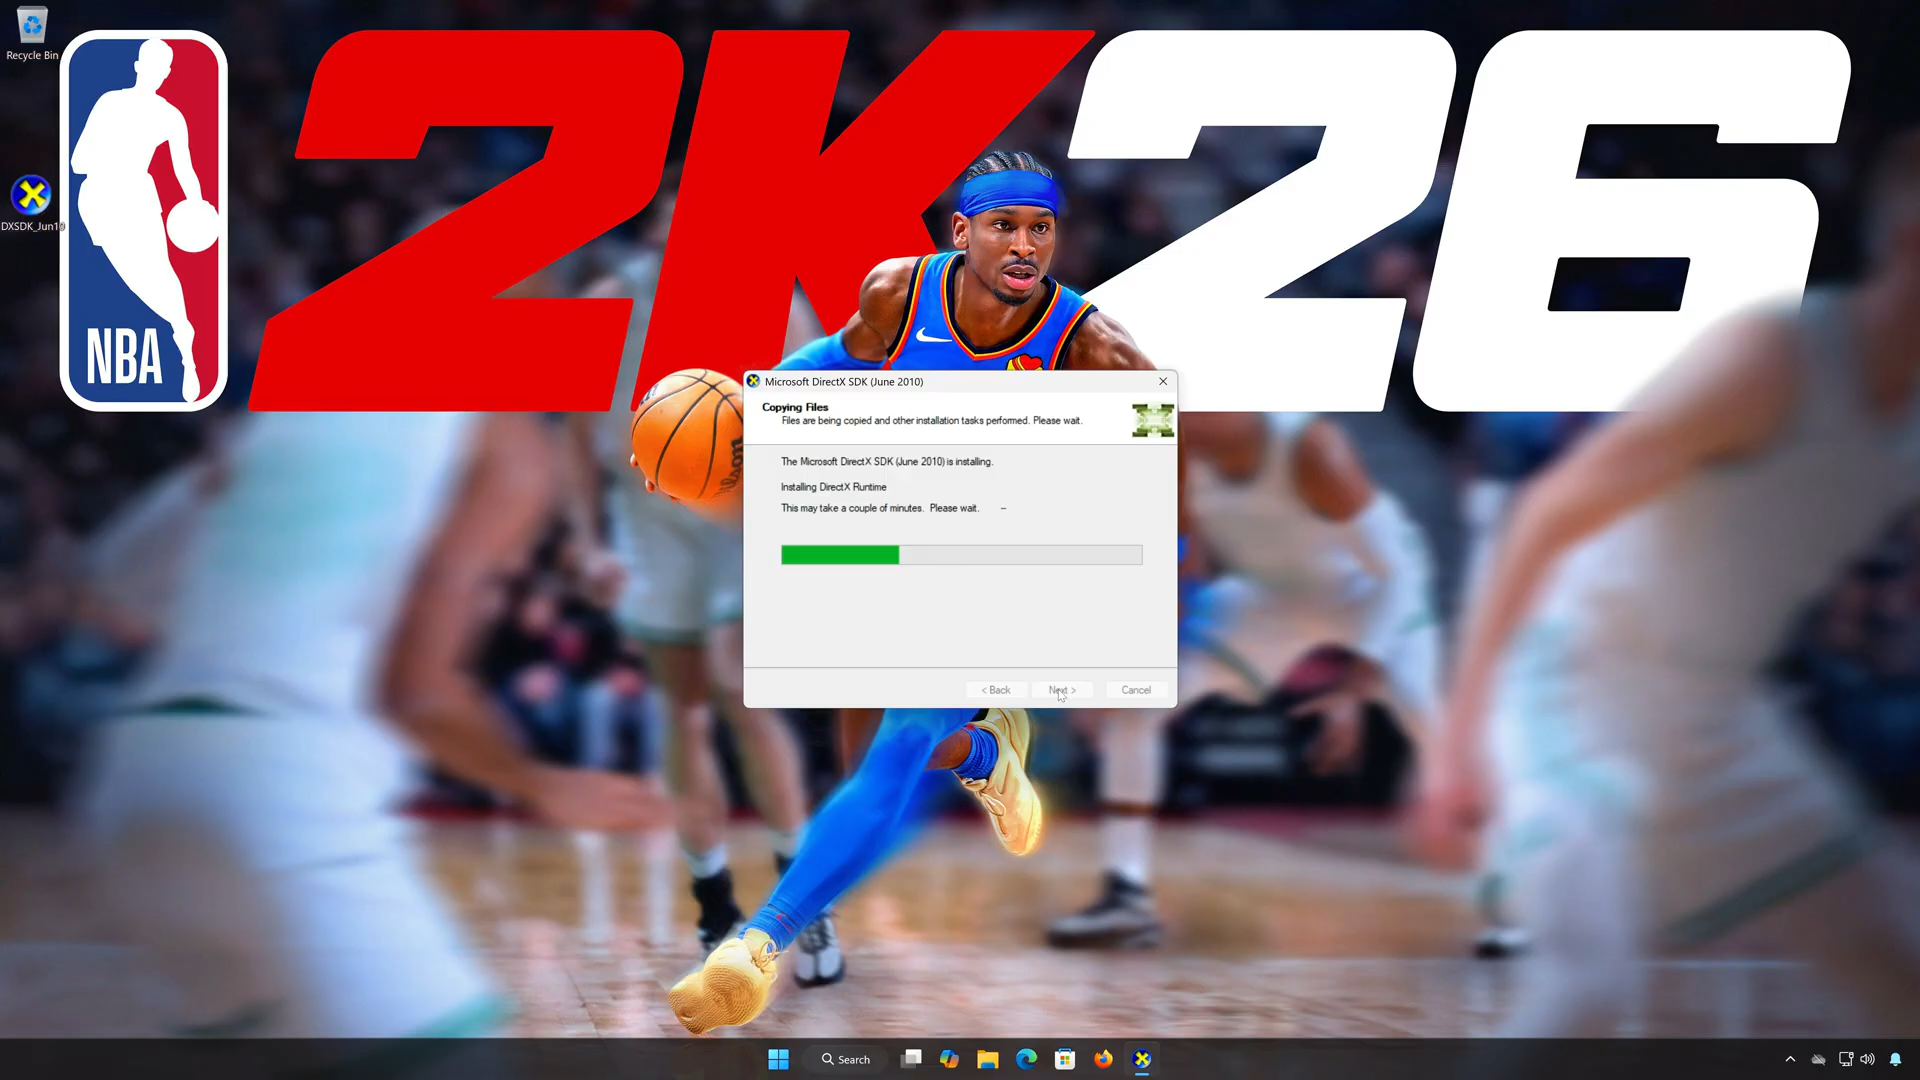 Recycle Bin
2K26
DXSDK_Jun10
NBA
Wilson
Microsoft DirectX SDK (June 2010)
Copying Files
Files are being copied and other installation tasks performed. Please wait.
The Microsoft DirectX SDK (June 2010) is installing.
Installing DirectX Runtime
This may take a couple of minutes. Please wait. –
< Back
Next >
Cancel
Search